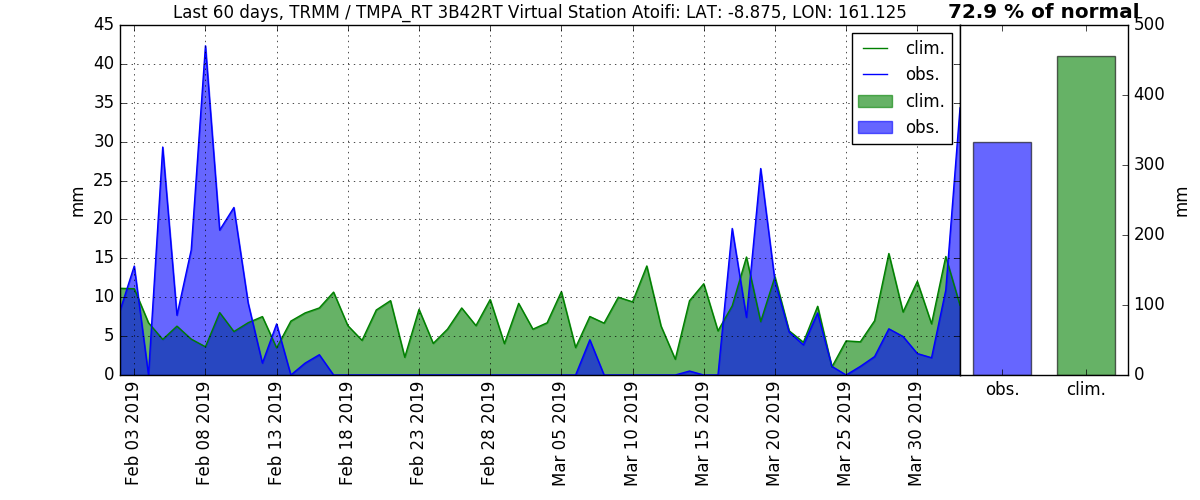 Last 60 days, TRMM / TMPA_RT 3B42RT Virtual Station Atoifi: LAT: -8.875, LON: 161.125
72.9 % of normal
45
40
35
30
25
20
15
10
5
0
mm
clim.
obs.
clim.
obs.
500
400
300
200
100
0
mm
obs.
clim.
Feb 03 2019
Feb 08 2019
Feb 13 2019
Feb 18 2019
Feb 23 2019
Feb 28 2019
Mar 05 2019
Mar 10 2019
Mar 15 2019
Mar 20 2019
Mar 25 2019
Mar 30 2019